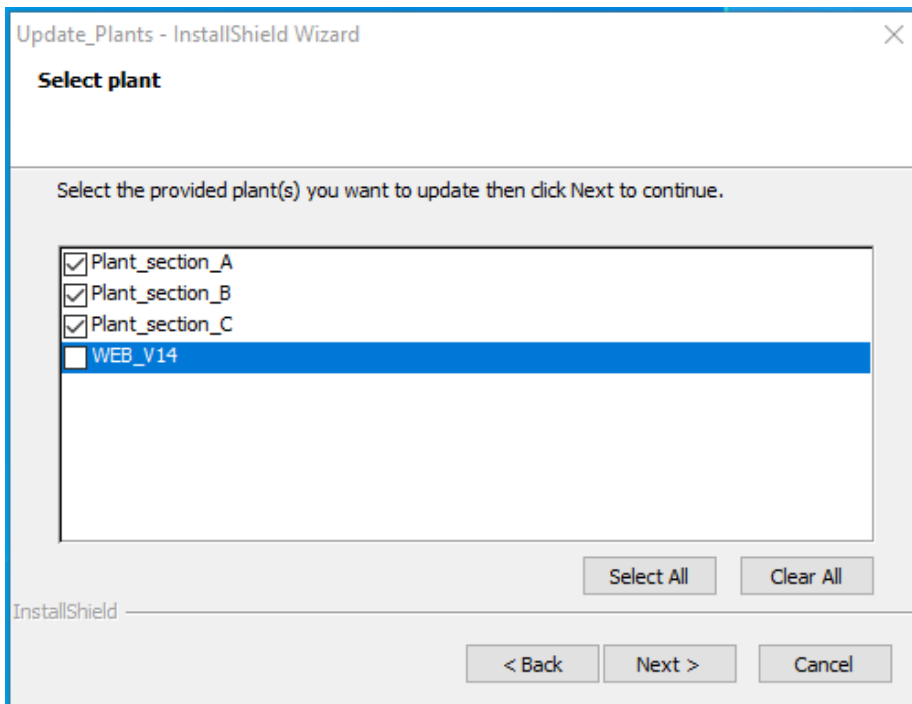 Update_Plants - InstallShield Wizard
Select plant
Select the provided plant(s) you want to update then click Next to continue.
Plant_section_A
Plant_section_B
Plant_section_C
WEB_V14
Select All Clear All
InstallShield
< Back Next > Cancel